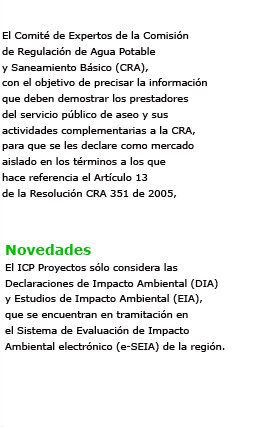 El Comité de Expertos de la Comisión
de Regulación de Agua Potable
y Saneamiento Básico (CRA),
con el objetivo de precisar la información
que deben demostrar los prestadores
del servicio público de aseo y sus
actividades complementarias a la CRA,
para que se les declare como mercado
aislado en los términos a los que
hace referencia el Artículo 13
de la Resolución CRA 351 de 2005,
Novedades
El ICP Proyectos sólo considera las
Declaraciones de Impacto Ambiental (DIA)
y Estudios de Impacto Ambiental (EIA),
que se encuentran en tramitación en
el Sistema de Evaluación de Impacto
Ambiental electrónico (e-SEIA) de la región.